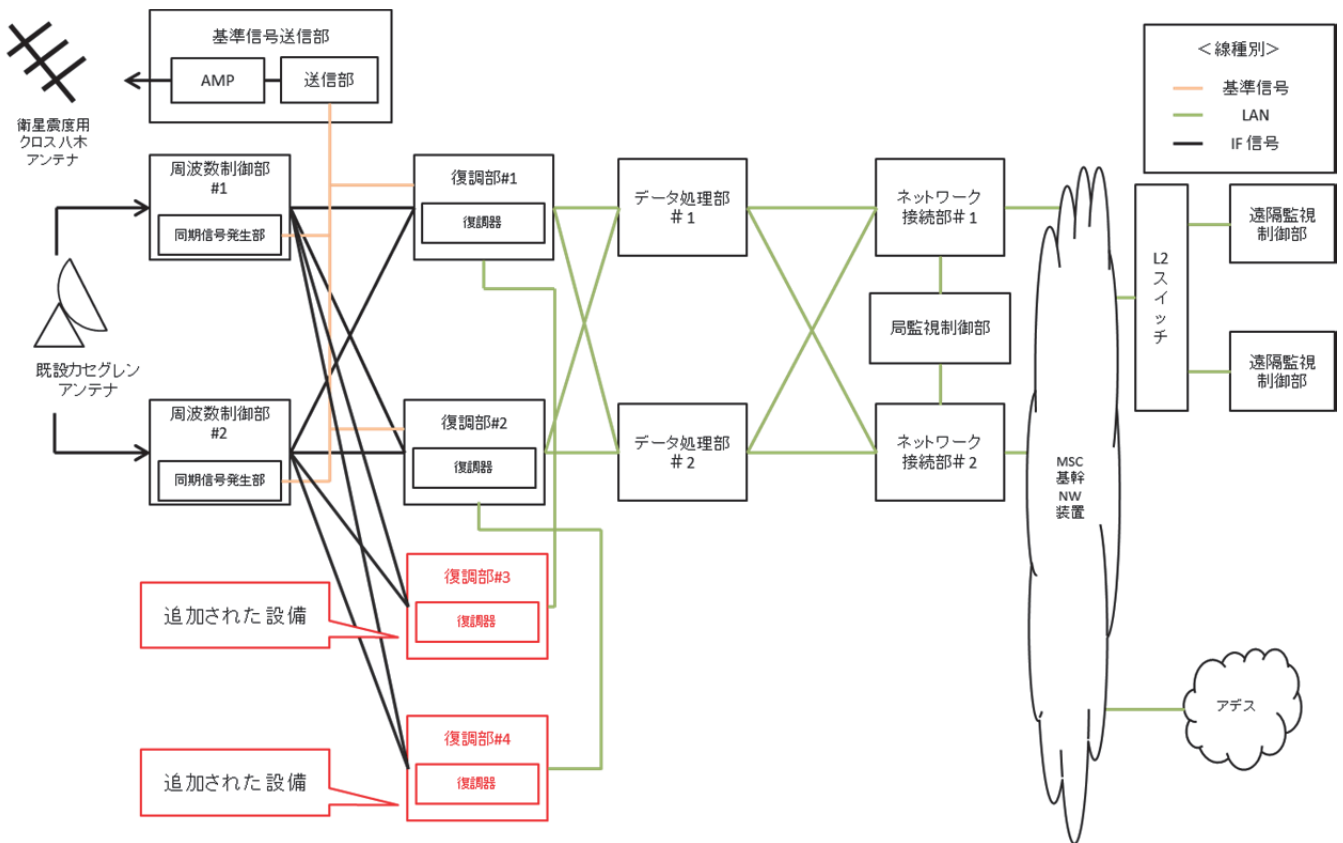 基準信号送信部
AMP
送信部
衛星震度用
クロス八木
アンテナ
<線種別>
基準信号
LAN
IF 信号
周波数制御部
#1
同期信号発生部
復調部#1
復調器
データ処理部
#1
ネットワーク
接続部#1
L2
スイッチ
遠隔監視
制御部
局監視制御部
遠隔監視
制御部
既設カセグレン
アンテナ
周波数制御部
#2
同期信号発生部
復調部#2
復調器
データ処理部
#2
ネットワーク
接続部#2
MSC
基幹
NW
装置
復調部#3
復調器
追加された設備
アデス
復調部#4
復調器
追加された設備